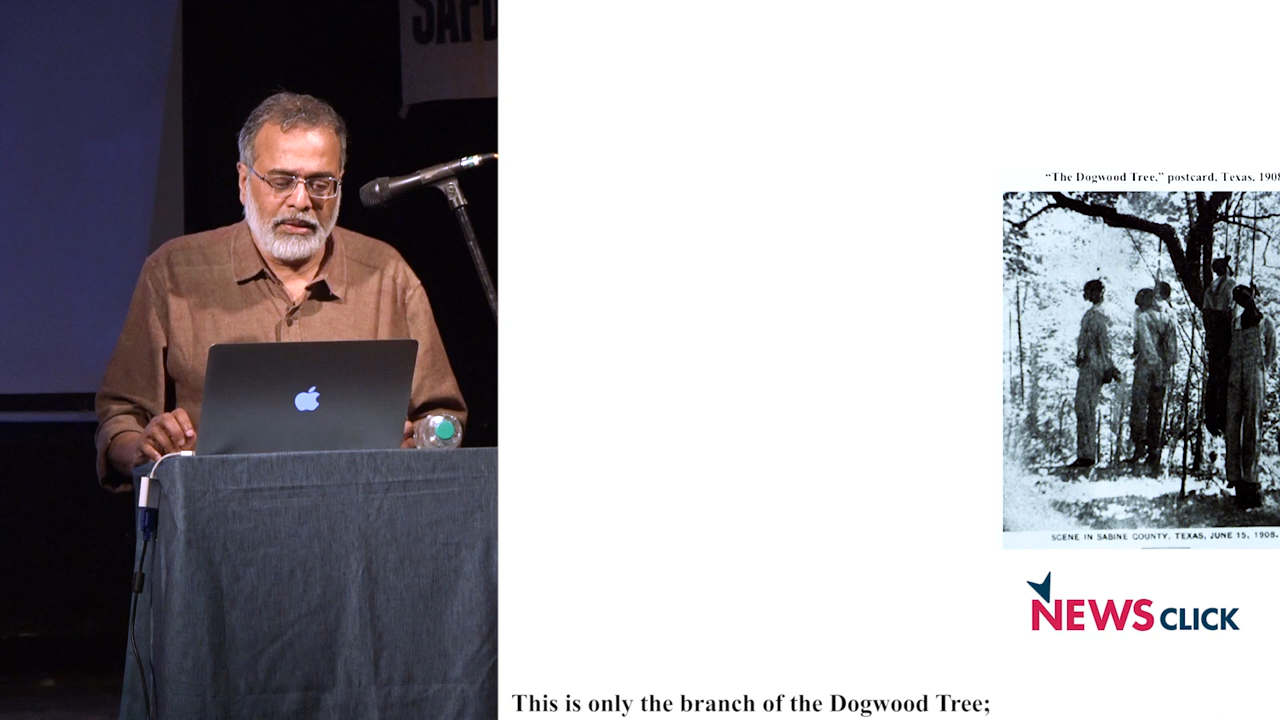 "The Dogwood Tree," postcard, Texas, 1908
SCENE IN SABINE COUNTY, TEXAS, JUNE 15, 1908.
NEWS CLICK
This is only the branch of the Dogwood Tree;